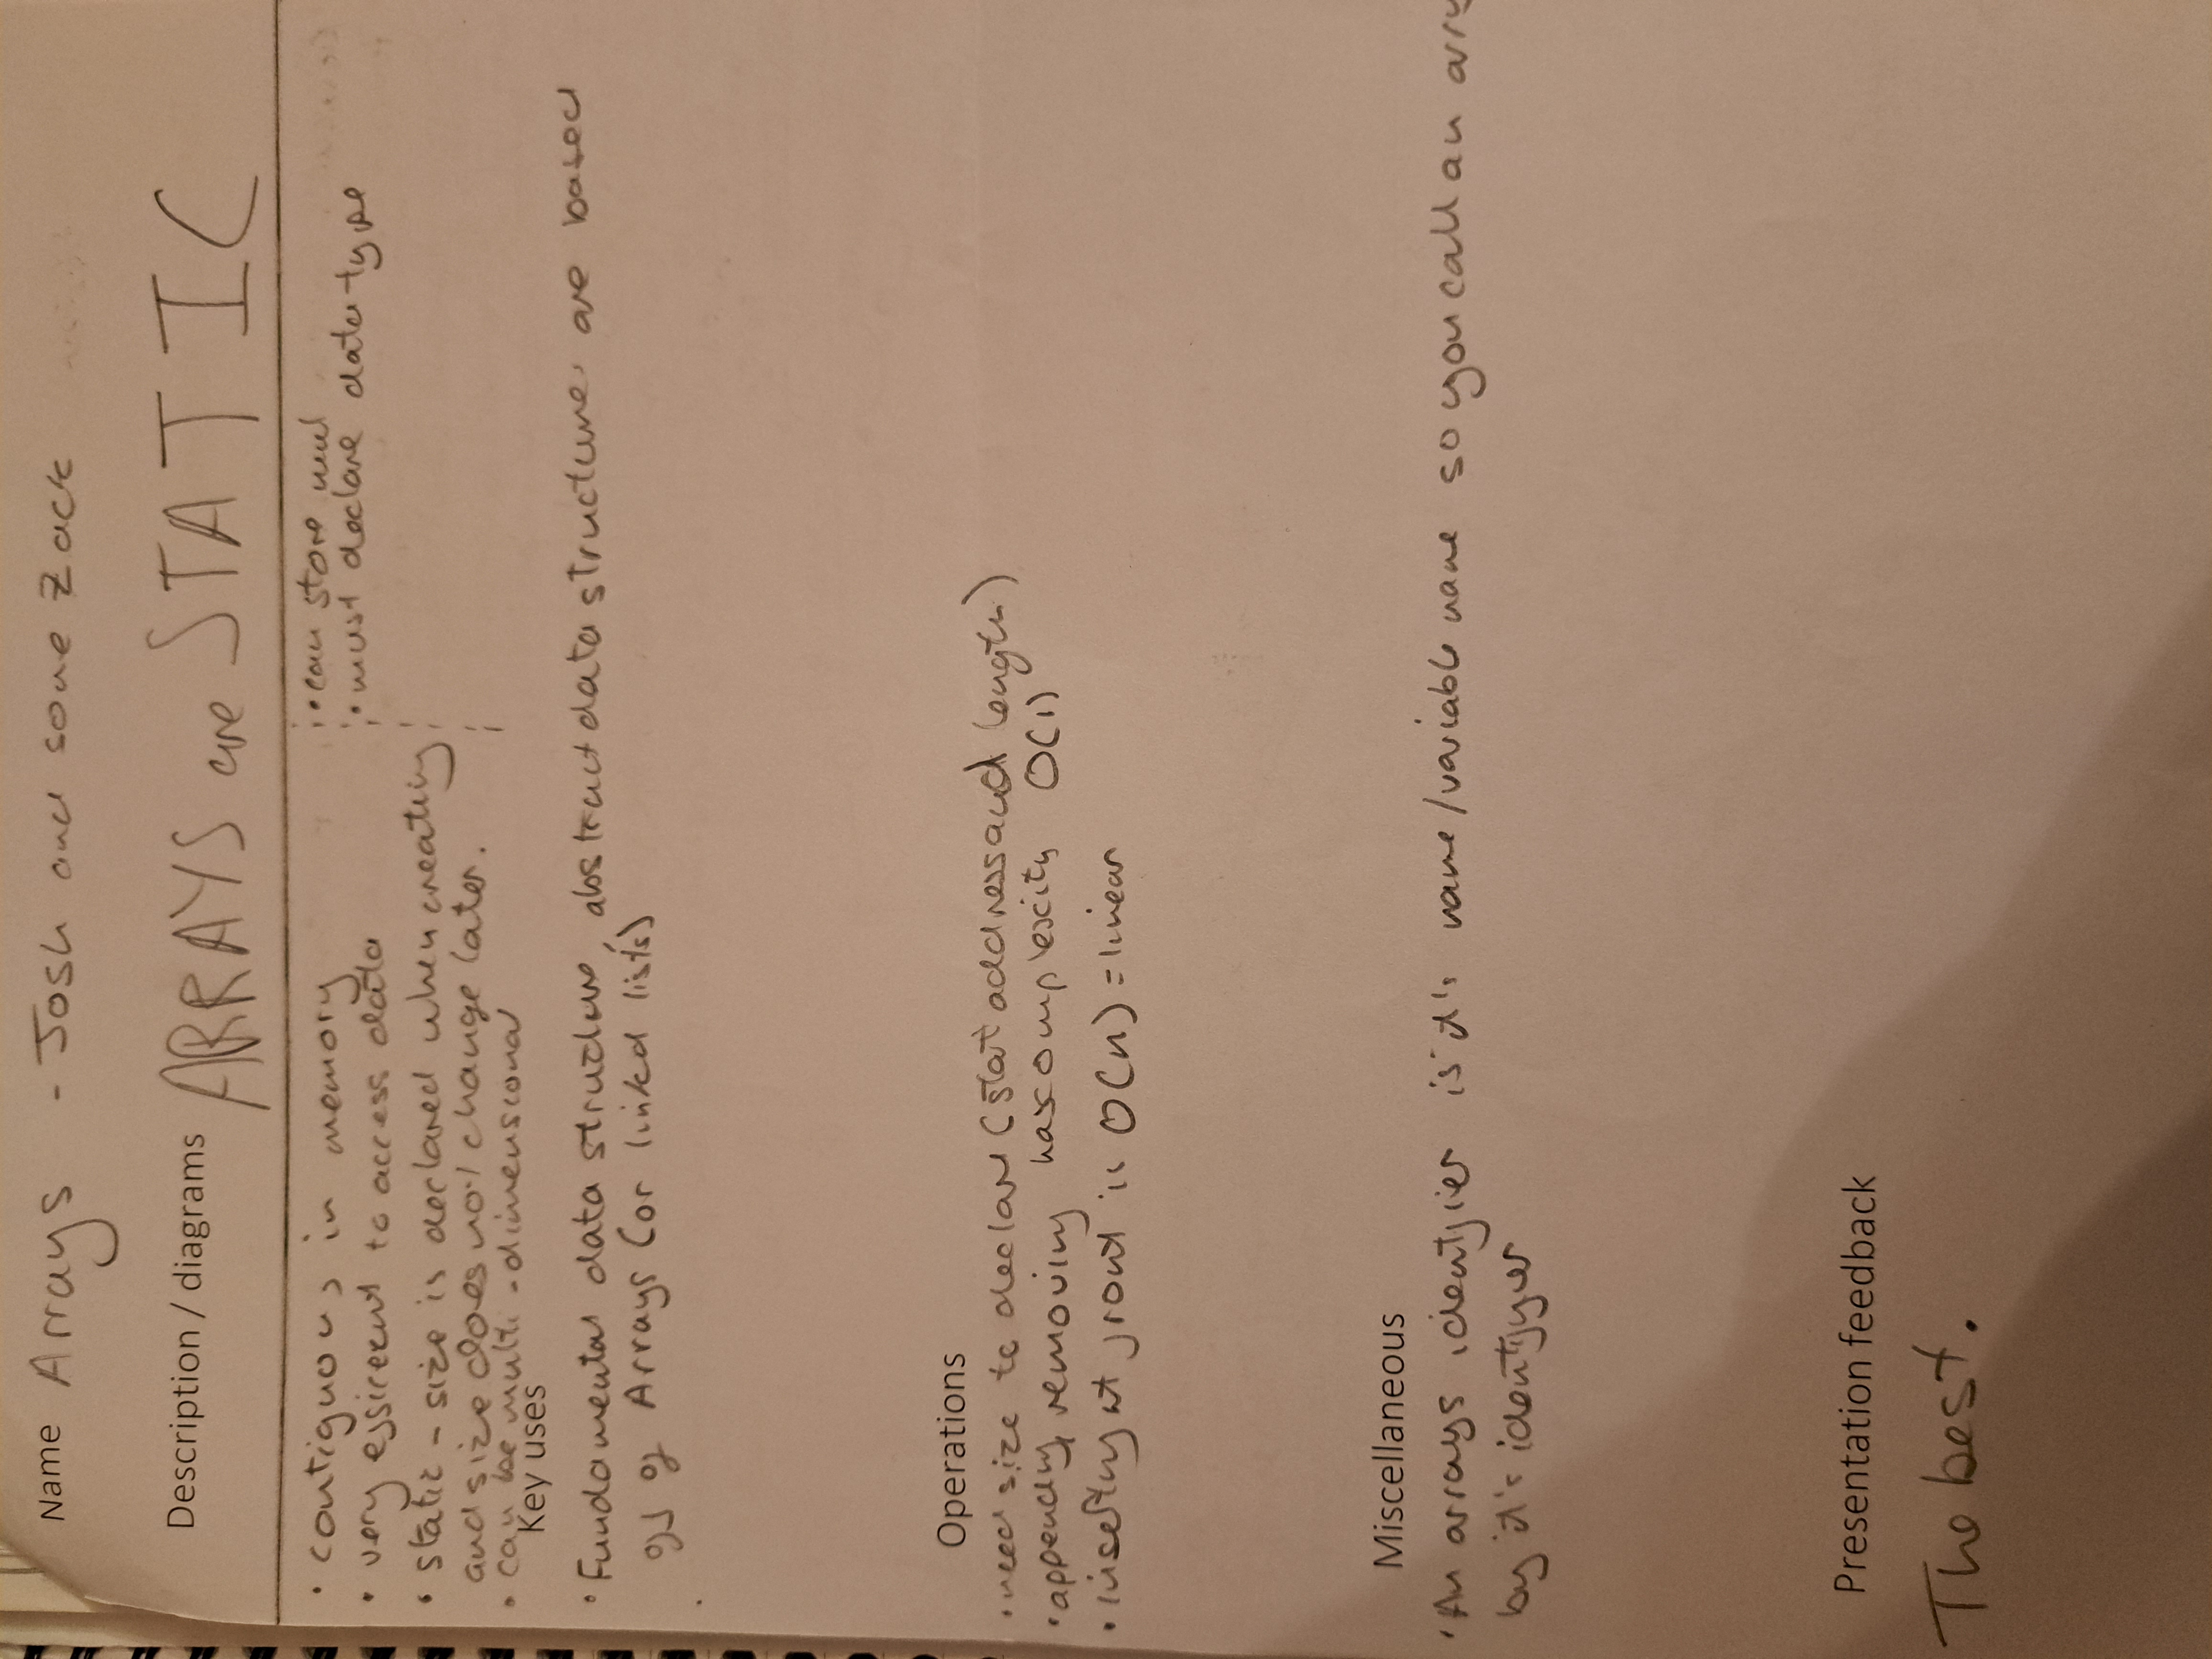 Name Arrays - Josh and some Zack
Description / diagrams ARRAYS are STATIC
• contiguous in memory
• very efficient to access data
• static - size is declared when creating
and size does not change later.
• can be multi-dimensional
• can store null
• must declare data type
Key uses
• Fundamental data structure, abstract data structures are based
off of Arrays (or linked lists)
•
Operations
• need size to declare (start address and length)
• appending, removing has complexity O(1)
• inserting at front is O(n) = linear
Miscellaneous
• An arrays identifier is it's name/variable name so you call an arry
by it's identifyer
Presentation feedback
The best.